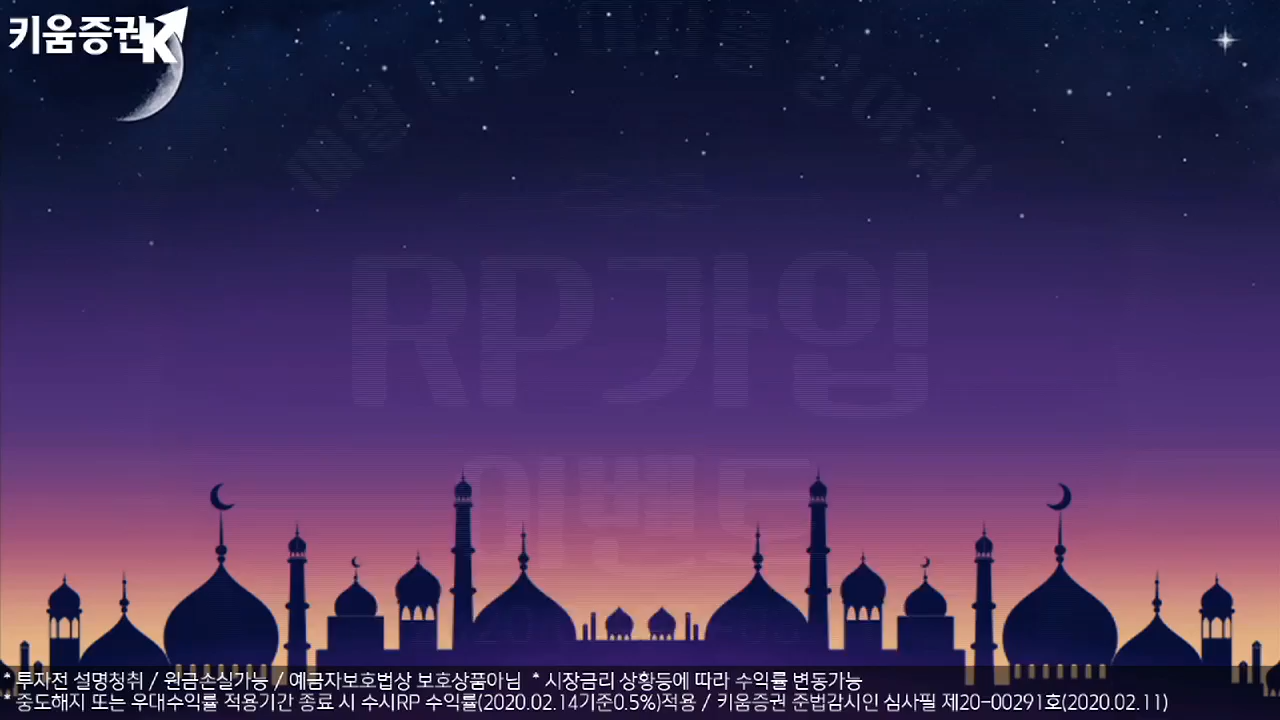 키움증권K
RP가입
이벤트
* 투자전 설명청취 / 원금손실가능 / 예금자보호법상 보호상품아님 * 시장금리 상황등에 따라 수익률 변동가능
* 중도해지 또는 우대수익률 적용기간 종료 시 수시RP 수익률(2020.02.14기준0.5%)적용 / 키움증권 준법감시인 심사필 제20-00291호(2020.02.11)